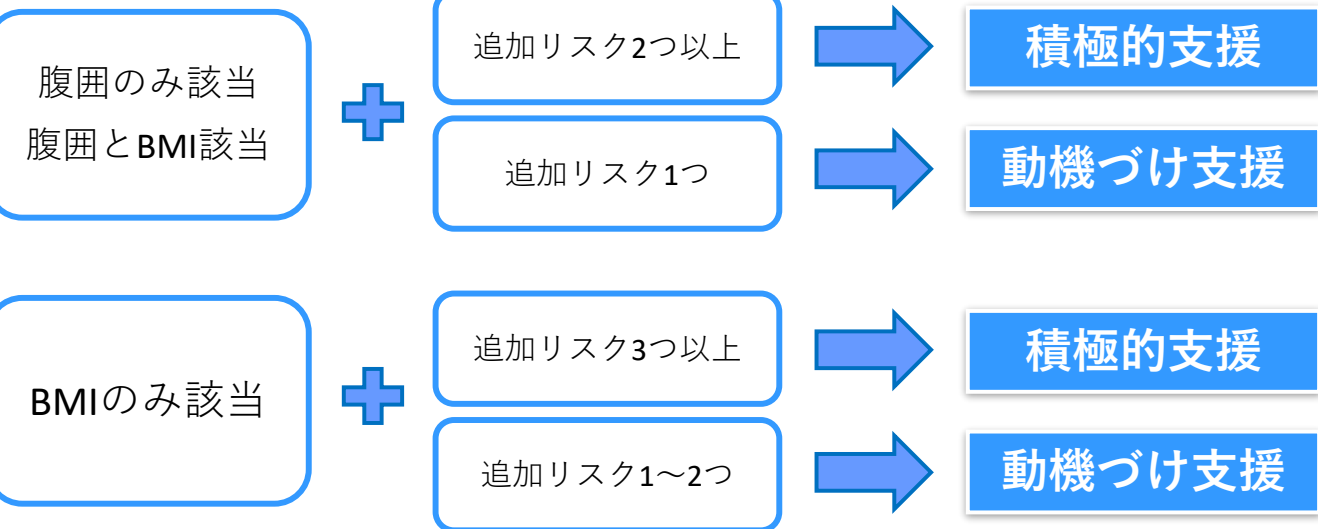 腹囲のみ該当
腹囲とBMI該当
追加リスク2つ以上
積極的支援
追加リスク1つ
動機づけ支援
BMIのみ該当
追加リスク3つ以上
積極的支援
追加リスク1～2つ
動機づけ支援